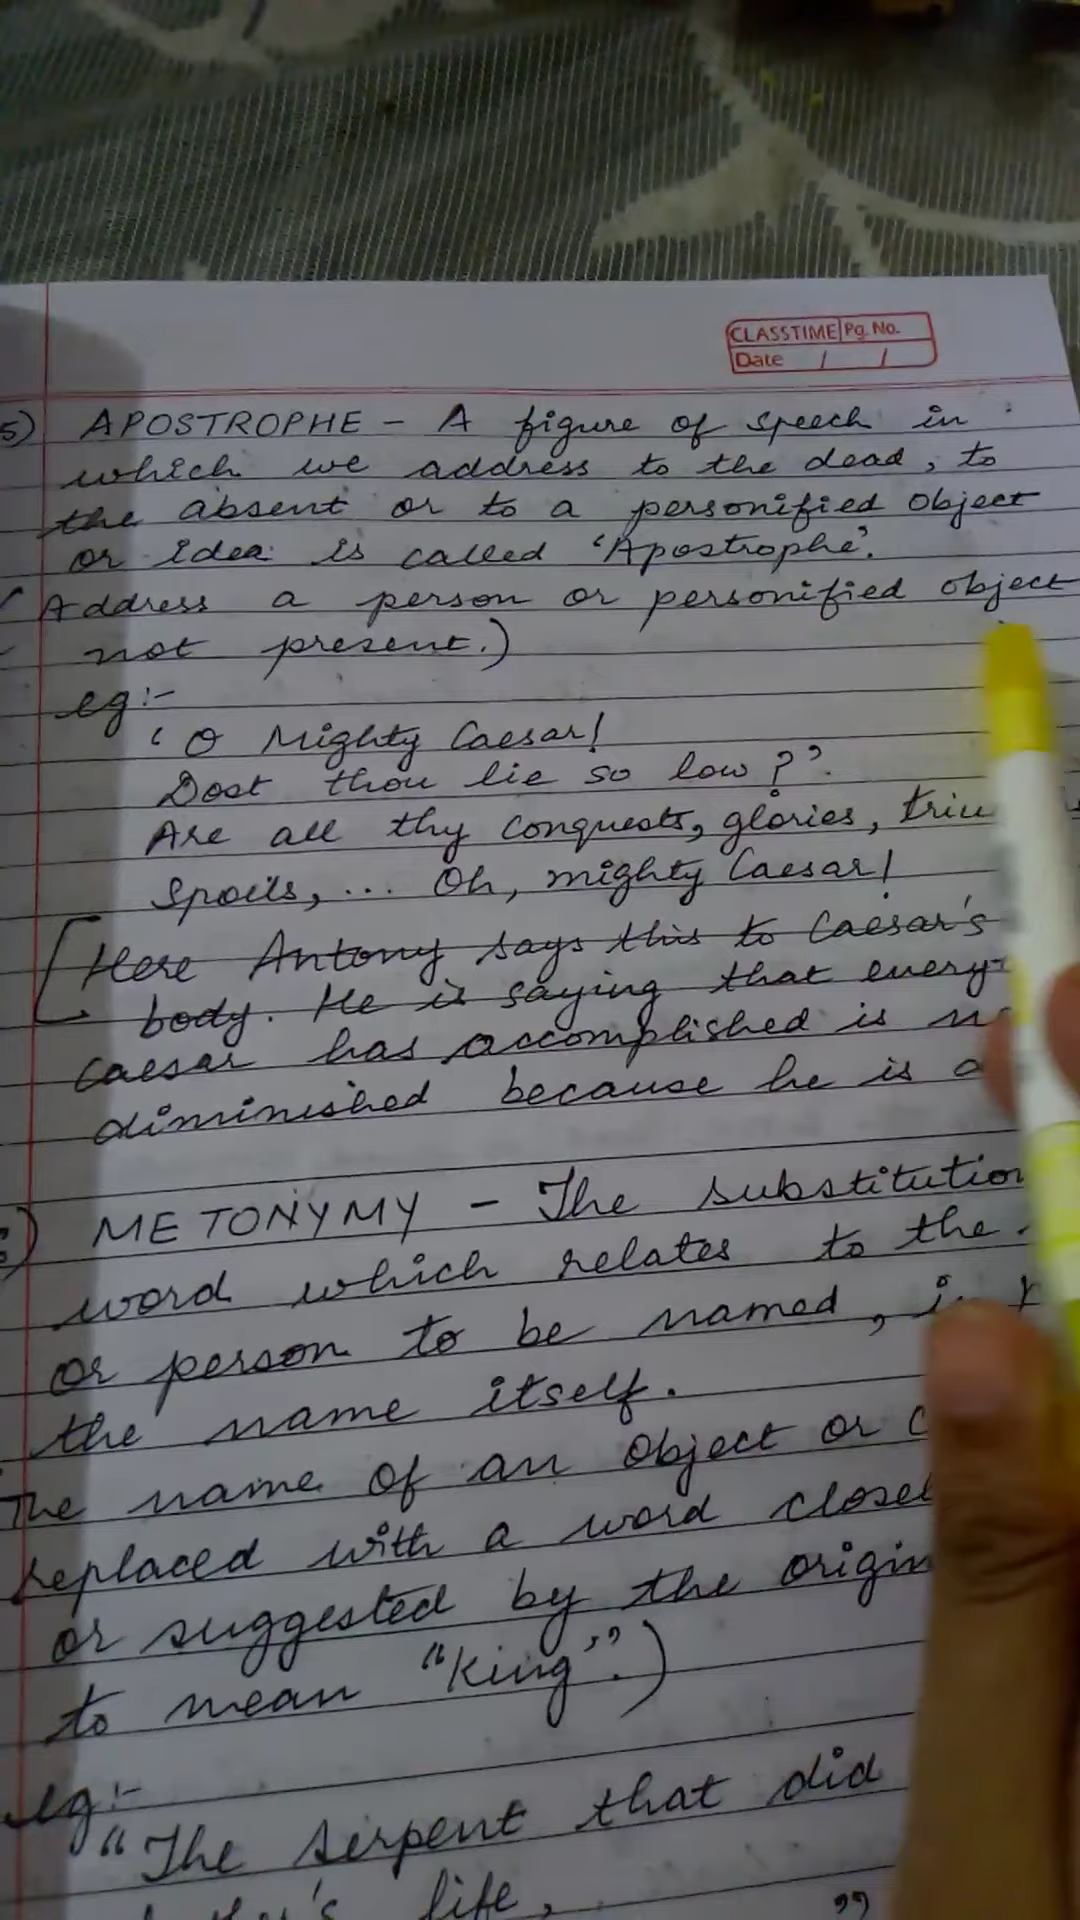 CLASSTIME Pg. No.
Date / /
5) APOSTROPHE - A figure of speech in
which we address to the dead, to
the absent or to a personified object
or idea is called 'Apostrophe'.
(Address a person or personified object
not present.)
eg:-
'O Mighty Caesar!
Dost thou lie so low?'.
Are all thy conquests, glories,
Spoils, ... Oh, mighty Caesar!
[Here Antony says this to Caesar's
body. He is saying that every-
Caesar has accomplished is
diminished because he is
) METONYMY - The substitution
word which relates to the
or person to be named,
the name itself.
The name of an object or
replaced with a word
or suggested by the
to mean "King".)
eg:-
"The Serpent that did
life,
"